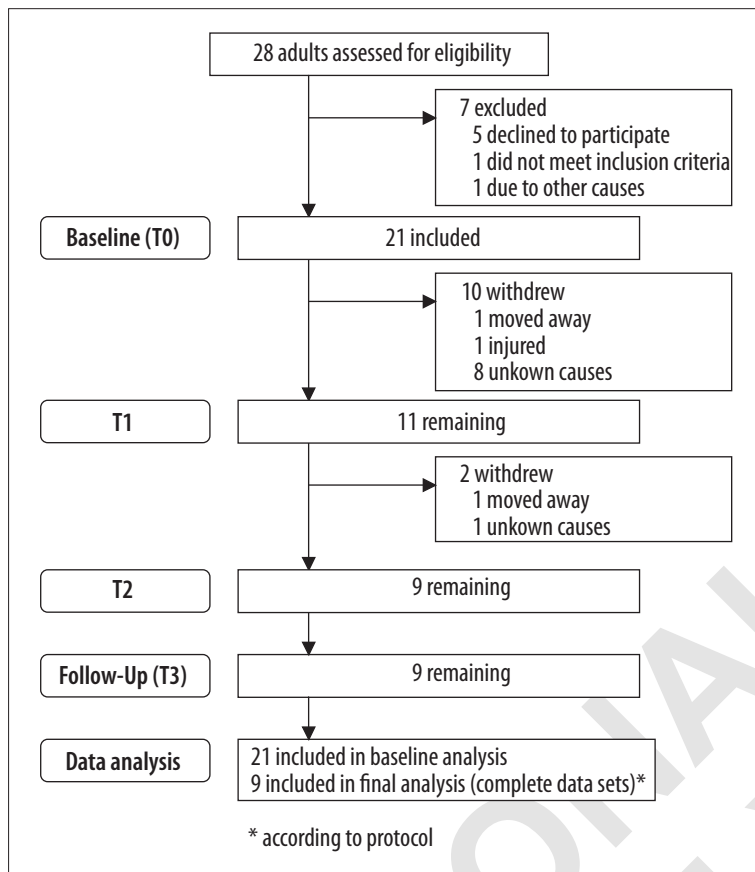 28 adults assessed for eligibility
7 excluded
5 declined to participate
1 did not meet inclusion criteria
1 due to other causes
Baseline (T0)
21 included
10 withdrew
1 moved away
1 injured
8 unkown causes
T1
11 remaining
2 withdrew
1 moved away
1 unkown causes
T2
9 remaining
Follow-Up (T3)
9 remaining
Data analysis
21 included in baseline analysis
9 included in final analysis (complete data sets)*
* according to protocol